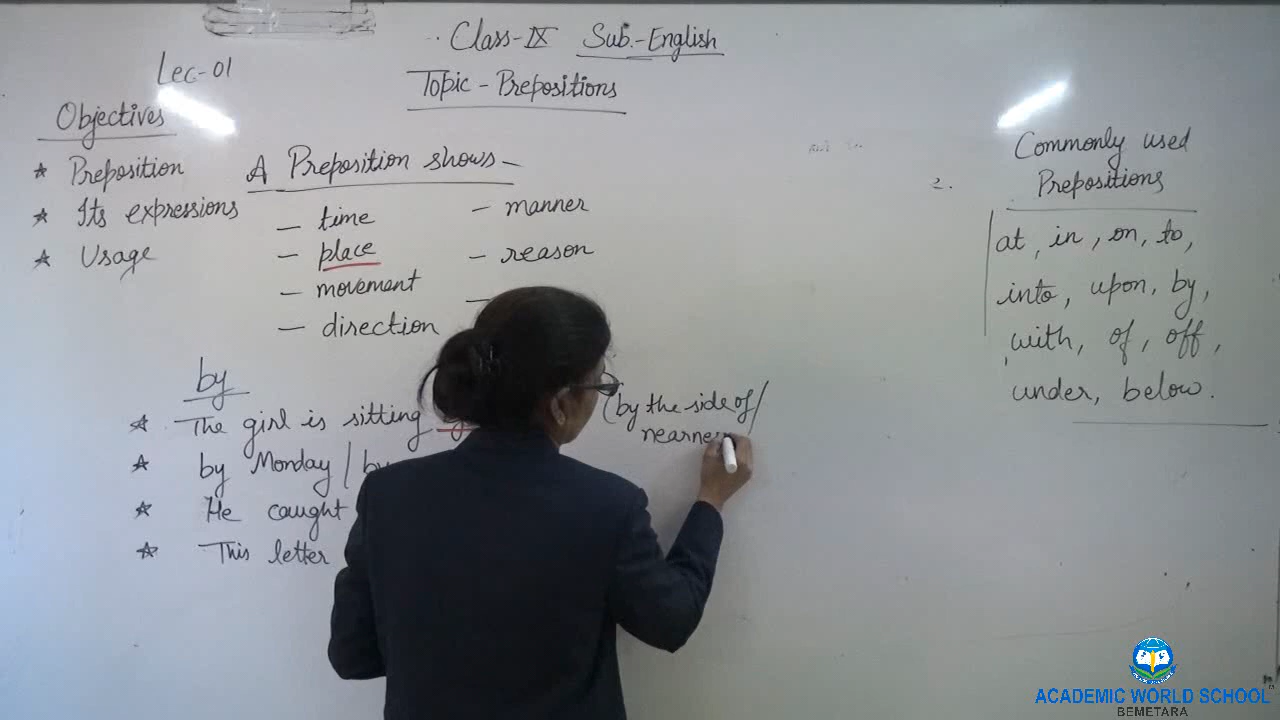 Class-IX Sub.-English
Lec-01
Topic - Prepositions
Objectives
* Preposition
* Its expressions
* Usage
A Preposition shows -
- time
- place
- movement
- direction
- manner
- reason
-
by
* The girl is sitting
(by the side of/
* by Monday /
* He caught
* This letter
2.
Commonly used
Prepositions
at, in, on, to,
into, upon, by,
with, of, off,
under, below.
ACADEMIC WORLD SCHOOL
BEMETARA